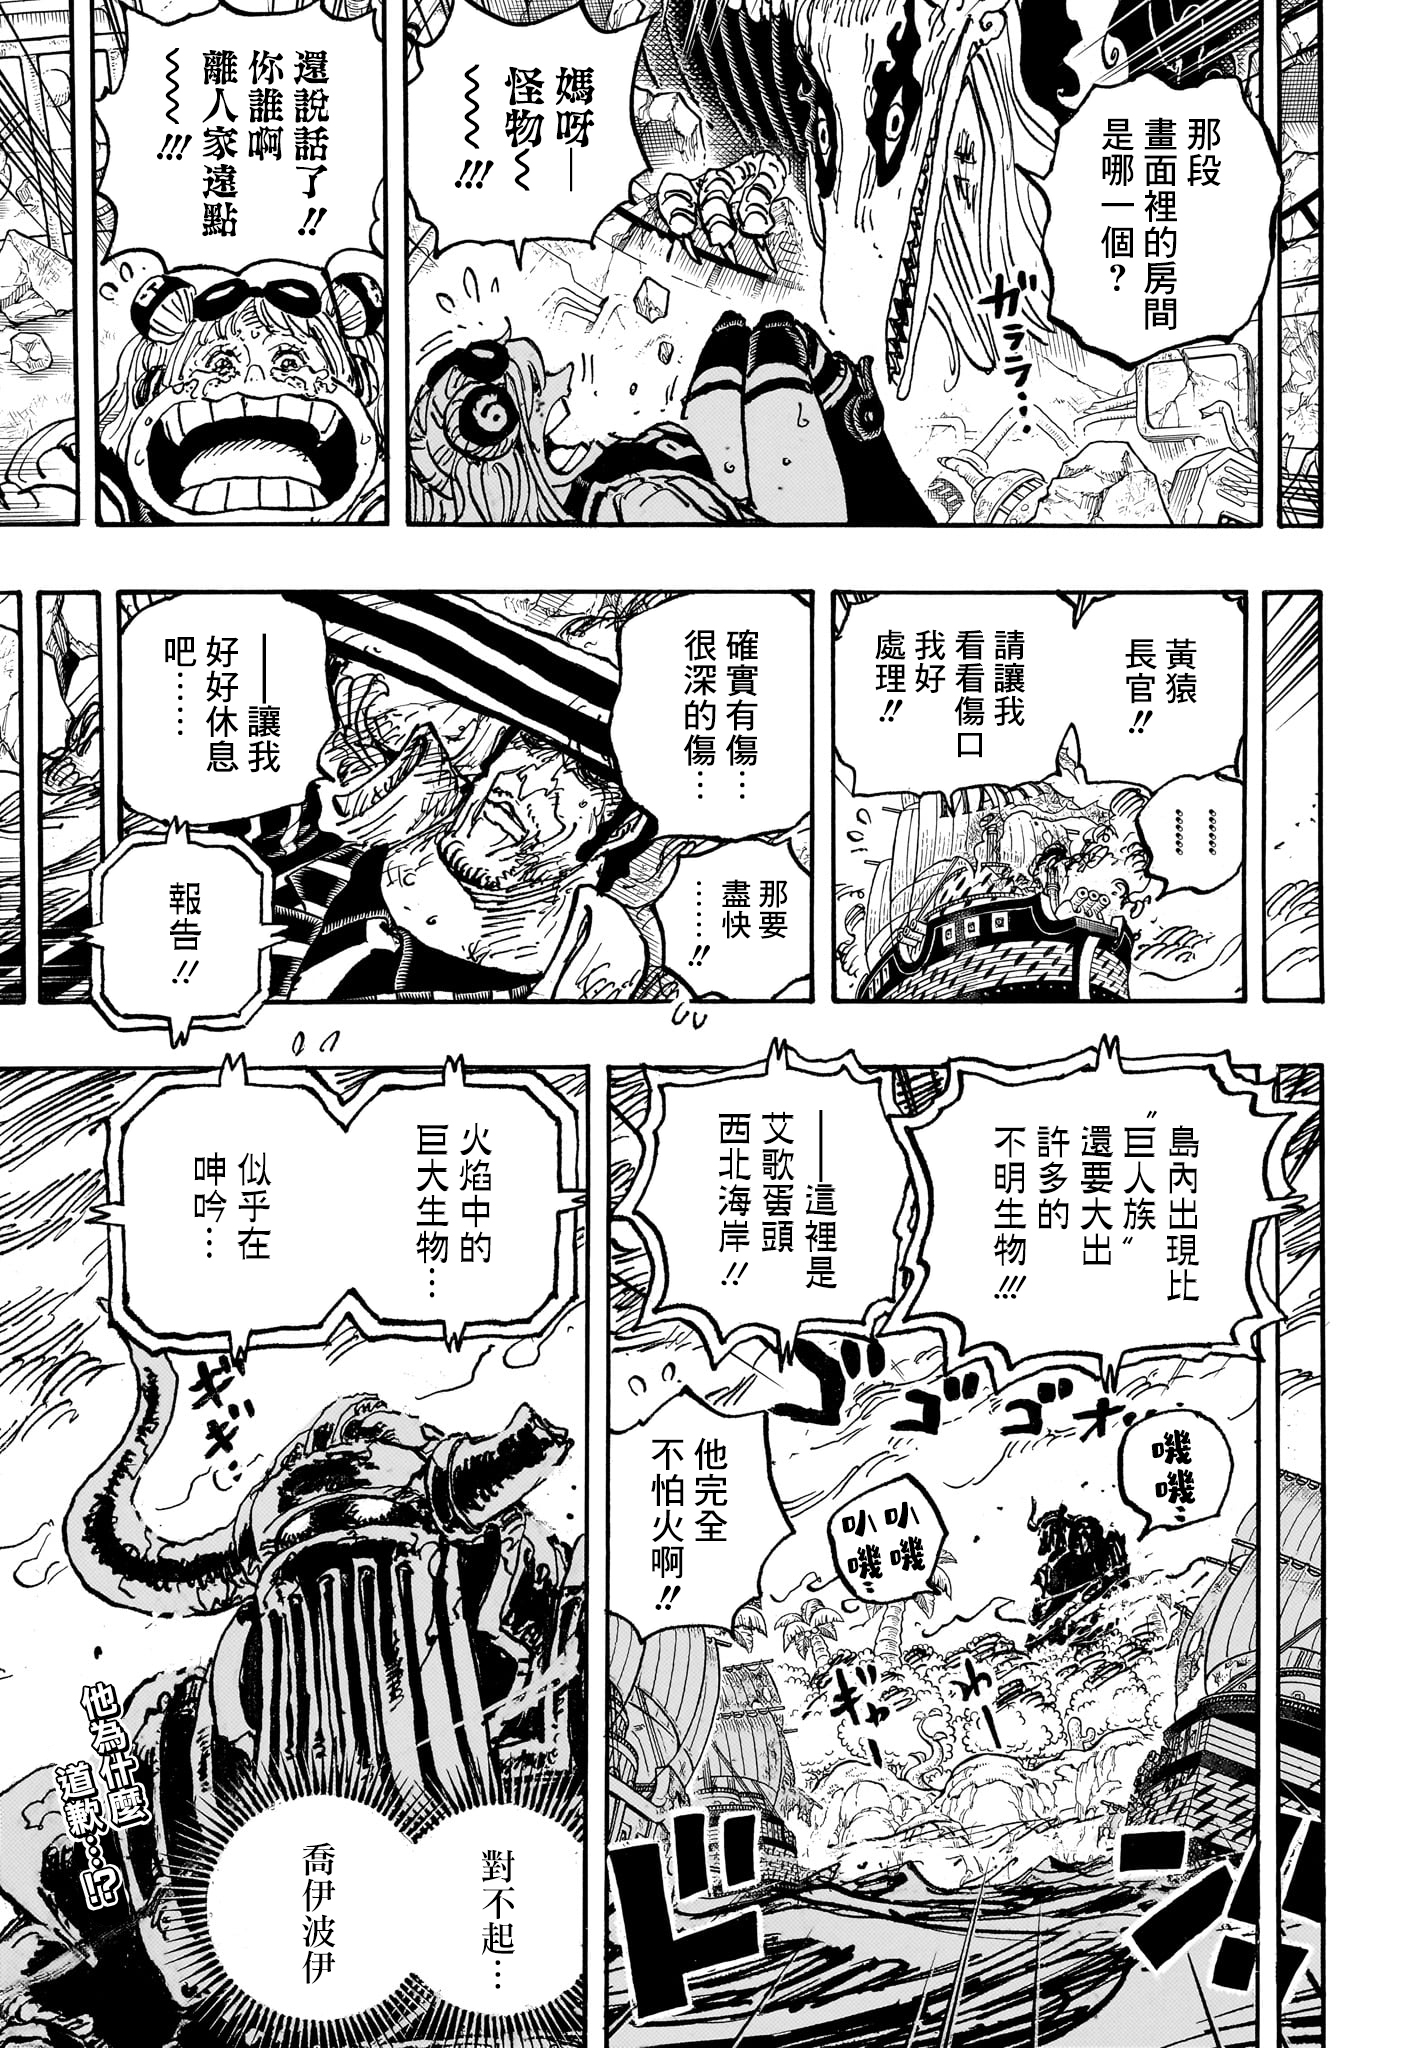 那段
畫面裡的房間
是哪一個？
ガラララ…
媽呀—
怪物〜
〜〜〜!!!
還說話了!!
你誰啊
離人家遠點
〜〜〜!!!
黃猿
長官!!
請讓我
看看傷口
我好
處理!!
………
………
MARI
確實有傷…
很深的傷…
那要
盡快
……!!
——讓我
好好休息
吧……
報告!!
島內出現比
〝巨人族〟
還要大出
許多的
不明生物!!!
——這裡是
艾歌蛋頭
西北海岸!!
ゴゴゴォ…
嘰
嘰…
叭嘰
叭嘰…
他完全
不怕火啊!!
わー
ギャー
ドドン
火焰中的
巨大生物…
似乎在
呻吟…
ギギ…
對不起…
喬伊波伊
他為什麼
道歉…!?